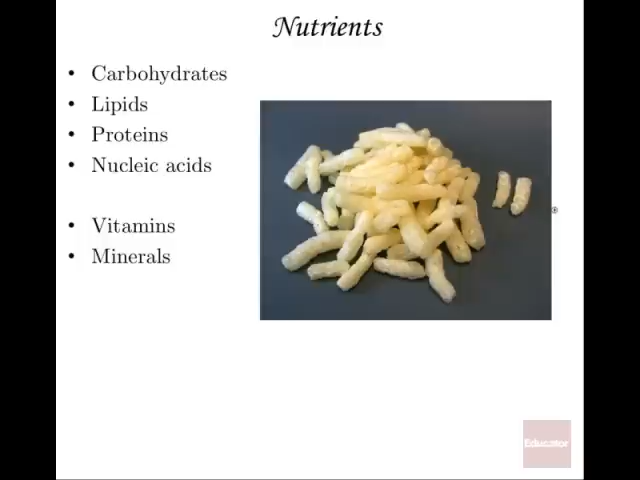 Nutrients
• Carbohydrates
• Lipids
• Proteins
• Nucleic acids
• Vitamins
• Minerals
Educator